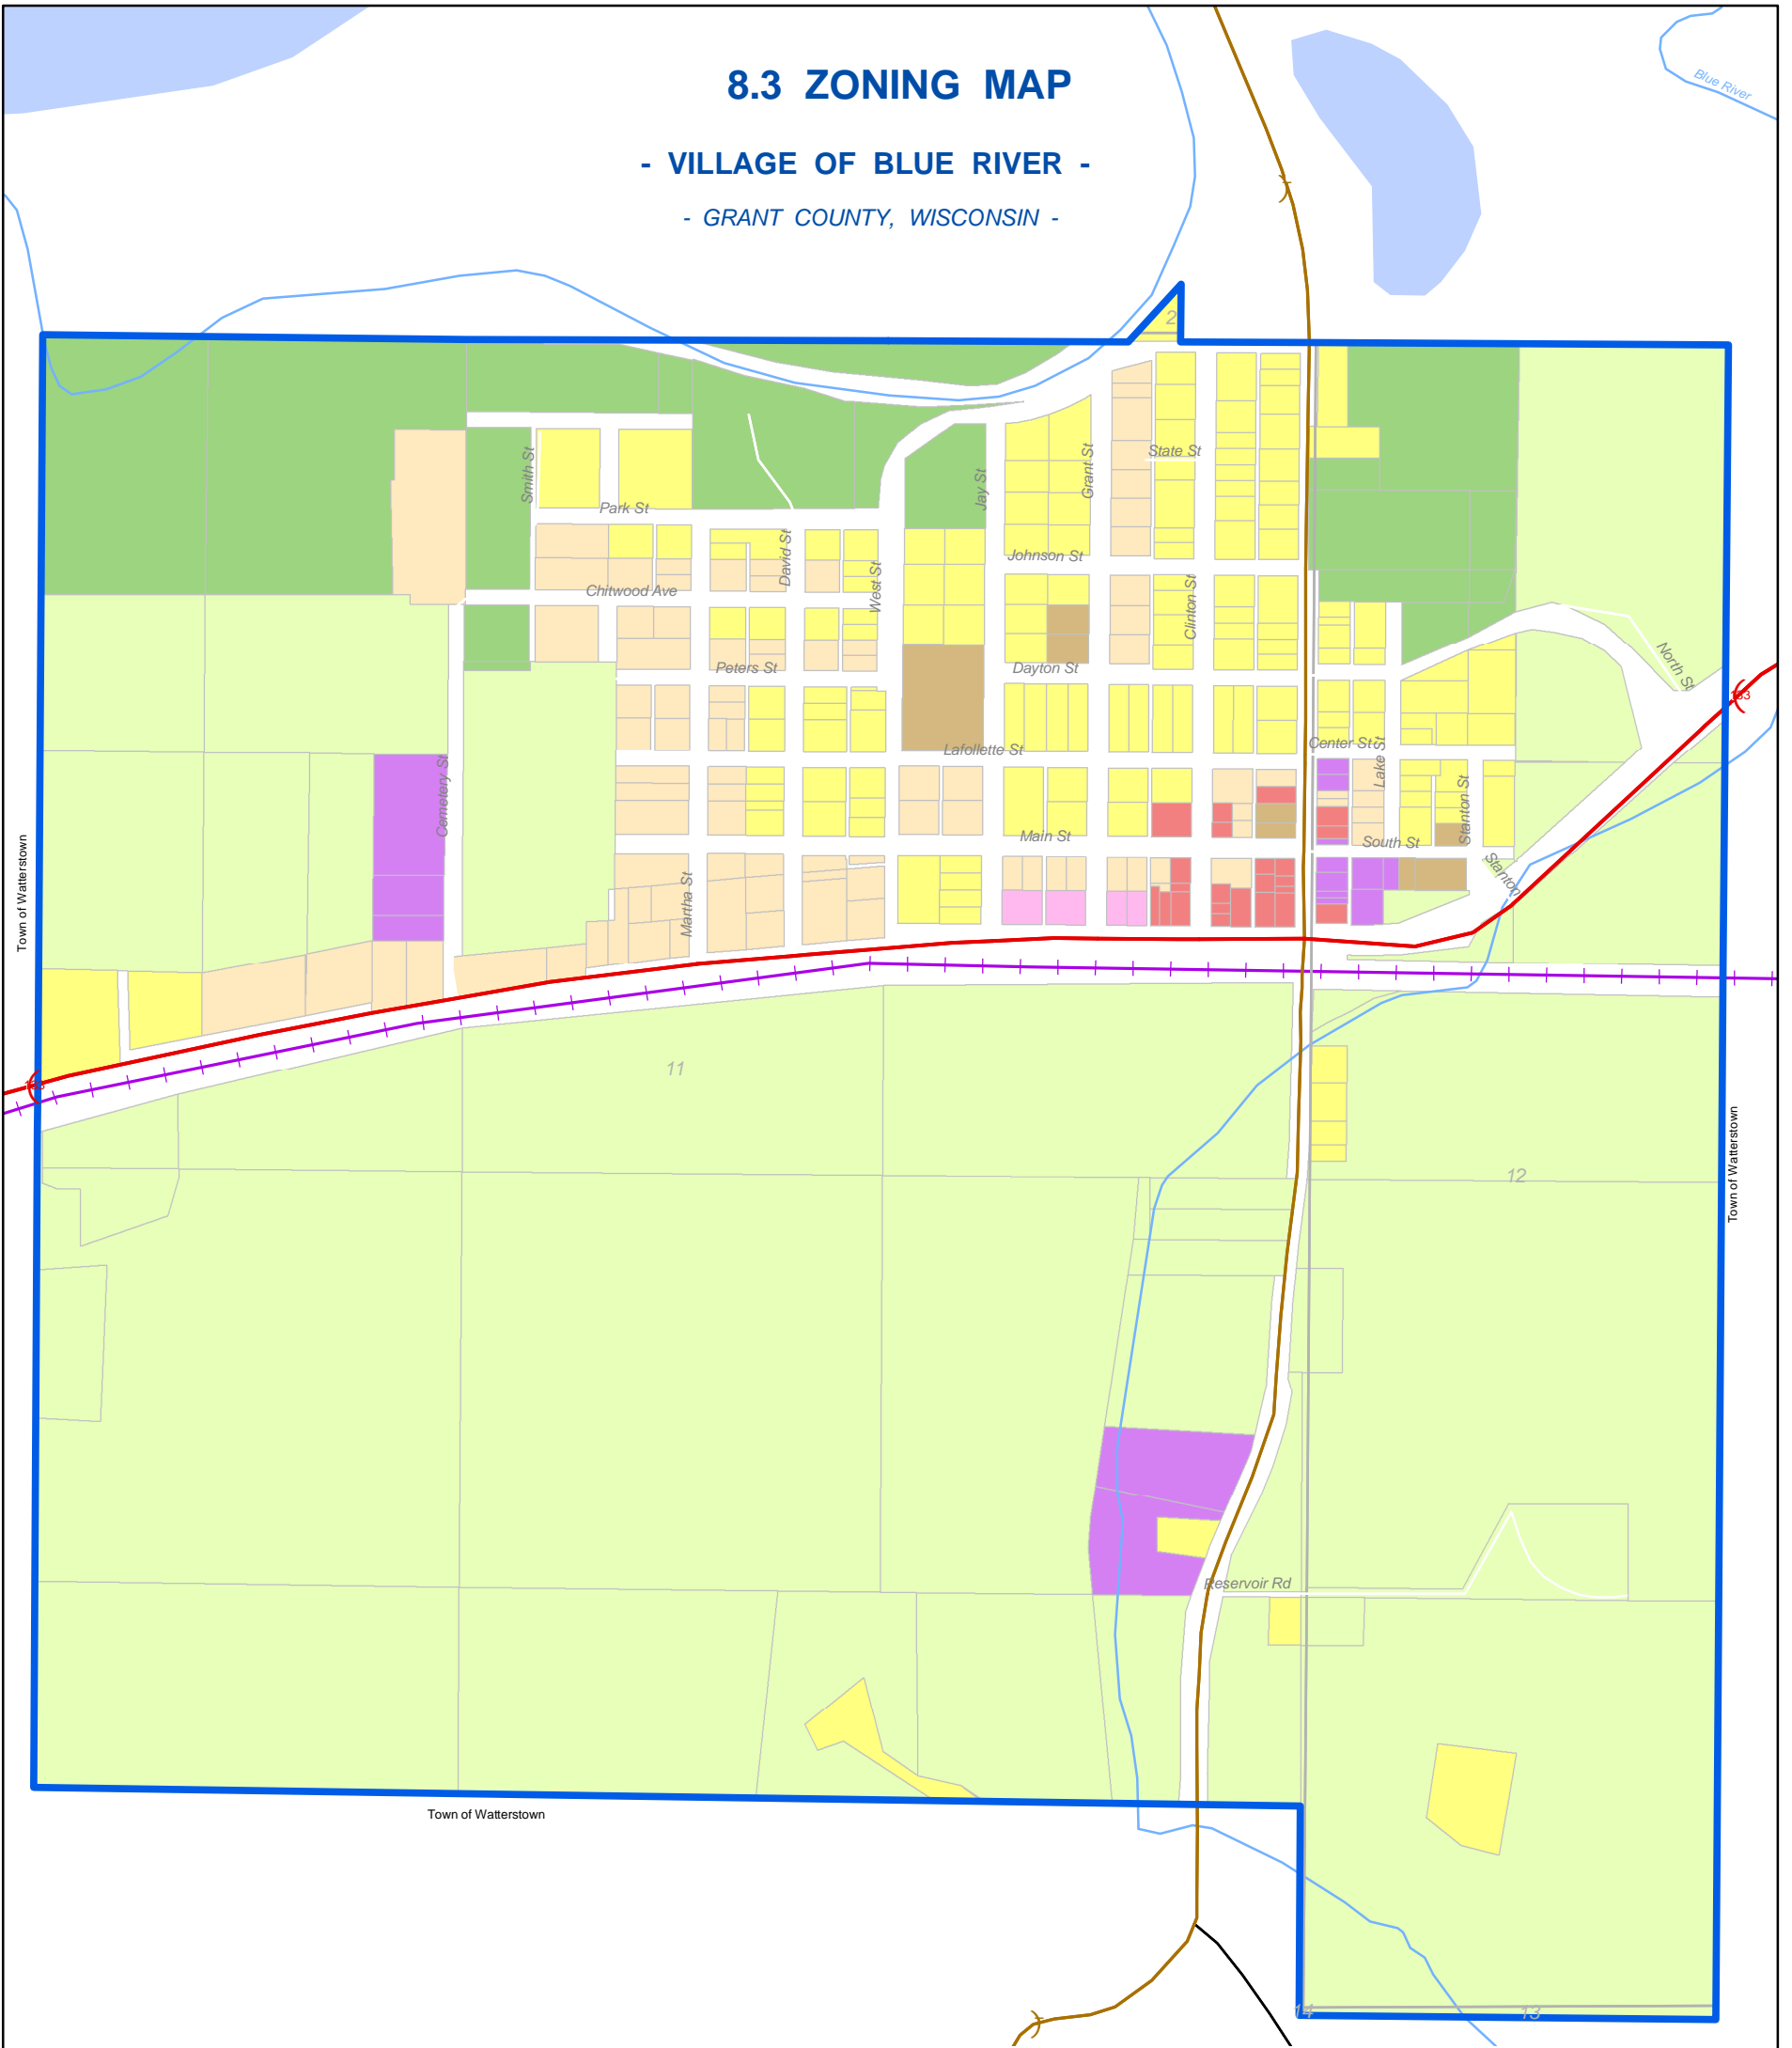 8.3 ZONING MAP
Blue River
- VILLAGE OF BLUE RIVER -
- GRANT COUNTY, WISCONSIN -
2
State St
Smith St
Grant St
Jay St
Park St
Johnson St
David St
West St
Chitwood Ave
Clinton St
Peters St
Dayton St
North St
133
Lafollette St
Center St
Lake St
Cemetery St
Main St
South St
Stanton St
Stanton
Martha St
Town of Watterstown
11
12
Town of Watterstown
Reservoir Rd
Town of Watterstown
14
13